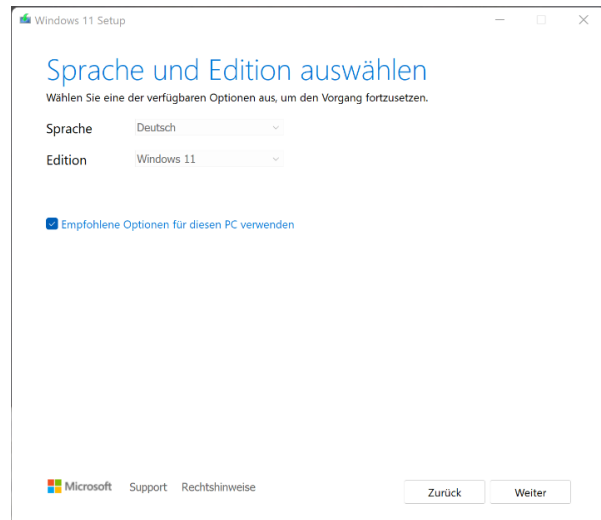 Windows 11 Setup
Sprache und Edition auswählen
Wählen Sie eine der verfügbaren Optionen aus, um den Vorgang fortzusetzen.
Sprache Deutsch
Edition Windows 11
Empfohlene Optionen für diesen PC verwenden
Microsoft Support Rechtshinweise Zurück Weiter